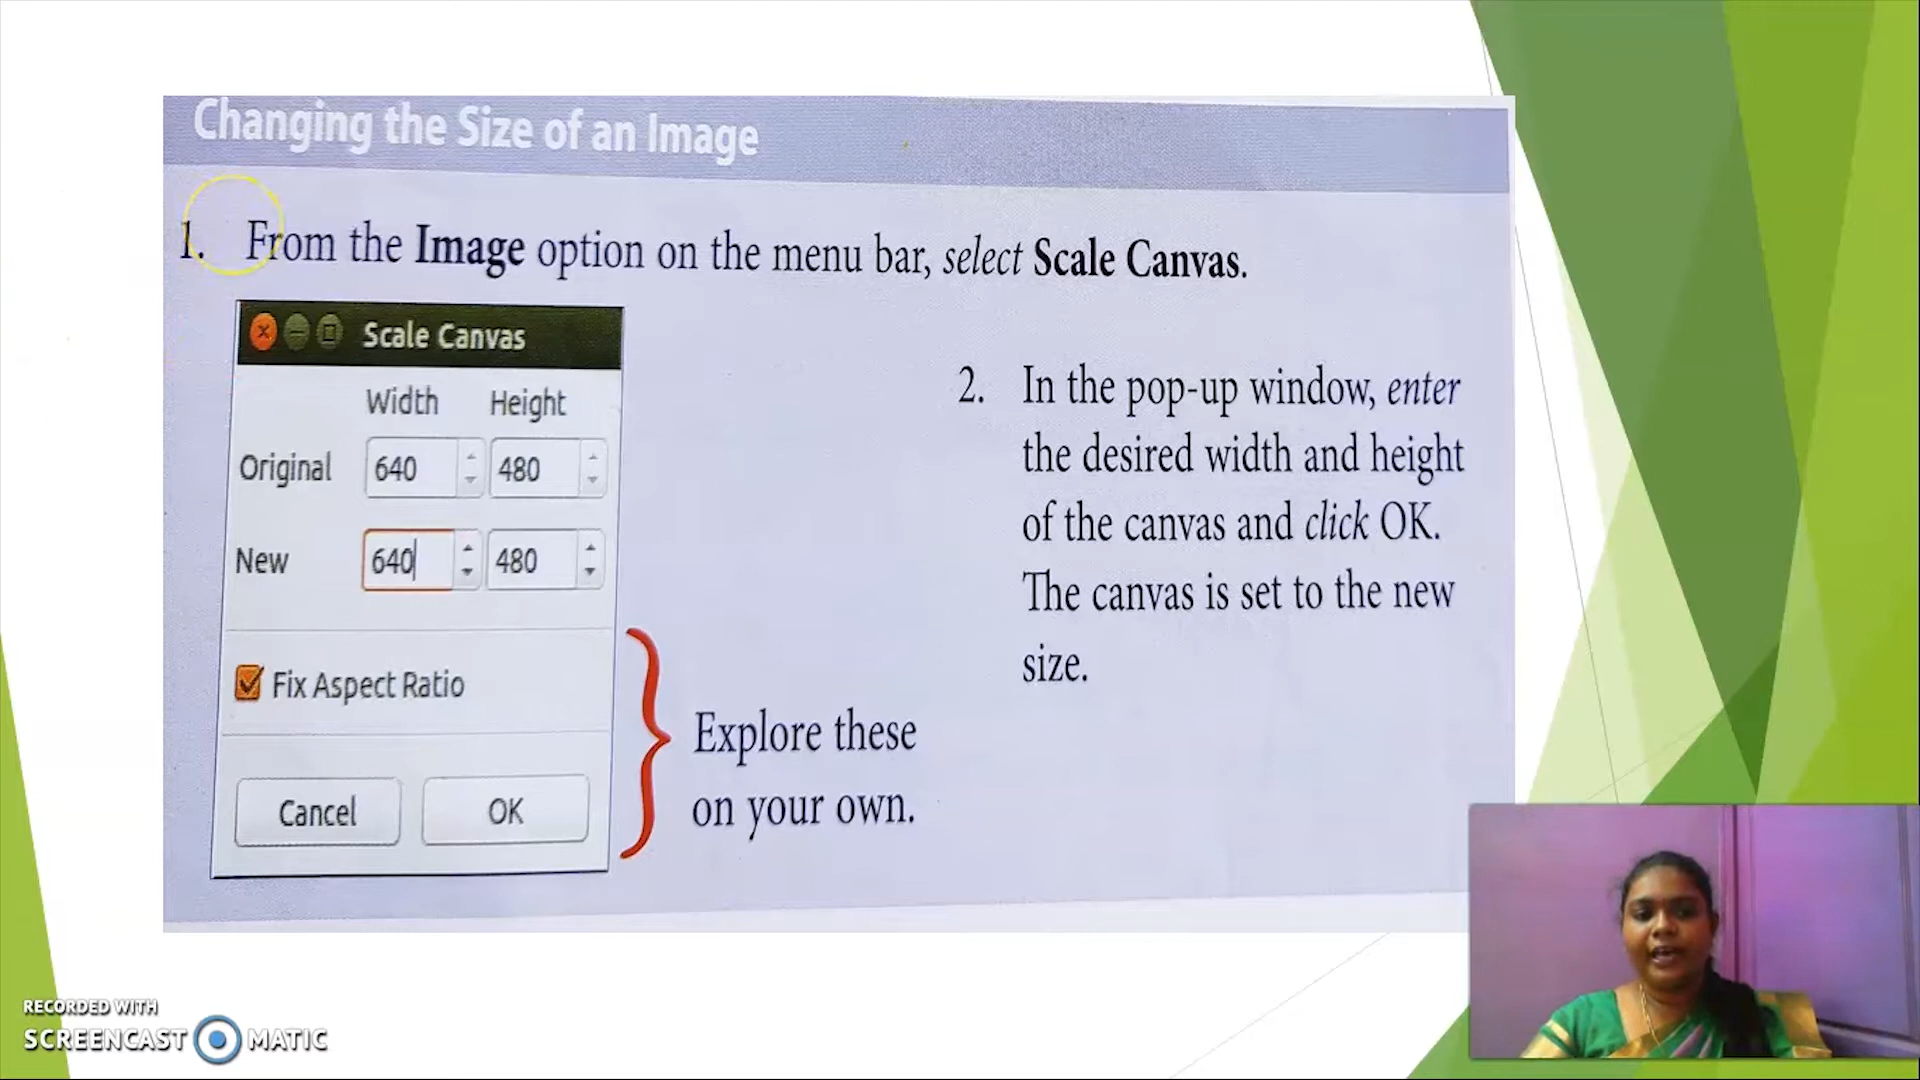 Changing the Size of an Image
1. From the Image option on the menu bar, select Scale Canvas.
Scale Canvas
Width Height
Original 640 480
New 640 480
Fix Aspect Ratio
Cancel OK
Explore these
on your own.
2. In the pop-up window, enter
the desired width and height
of the canvas and click OK.
The canvas is set to the new
size.
RECORDED WITH
SCREENCAST MATIC